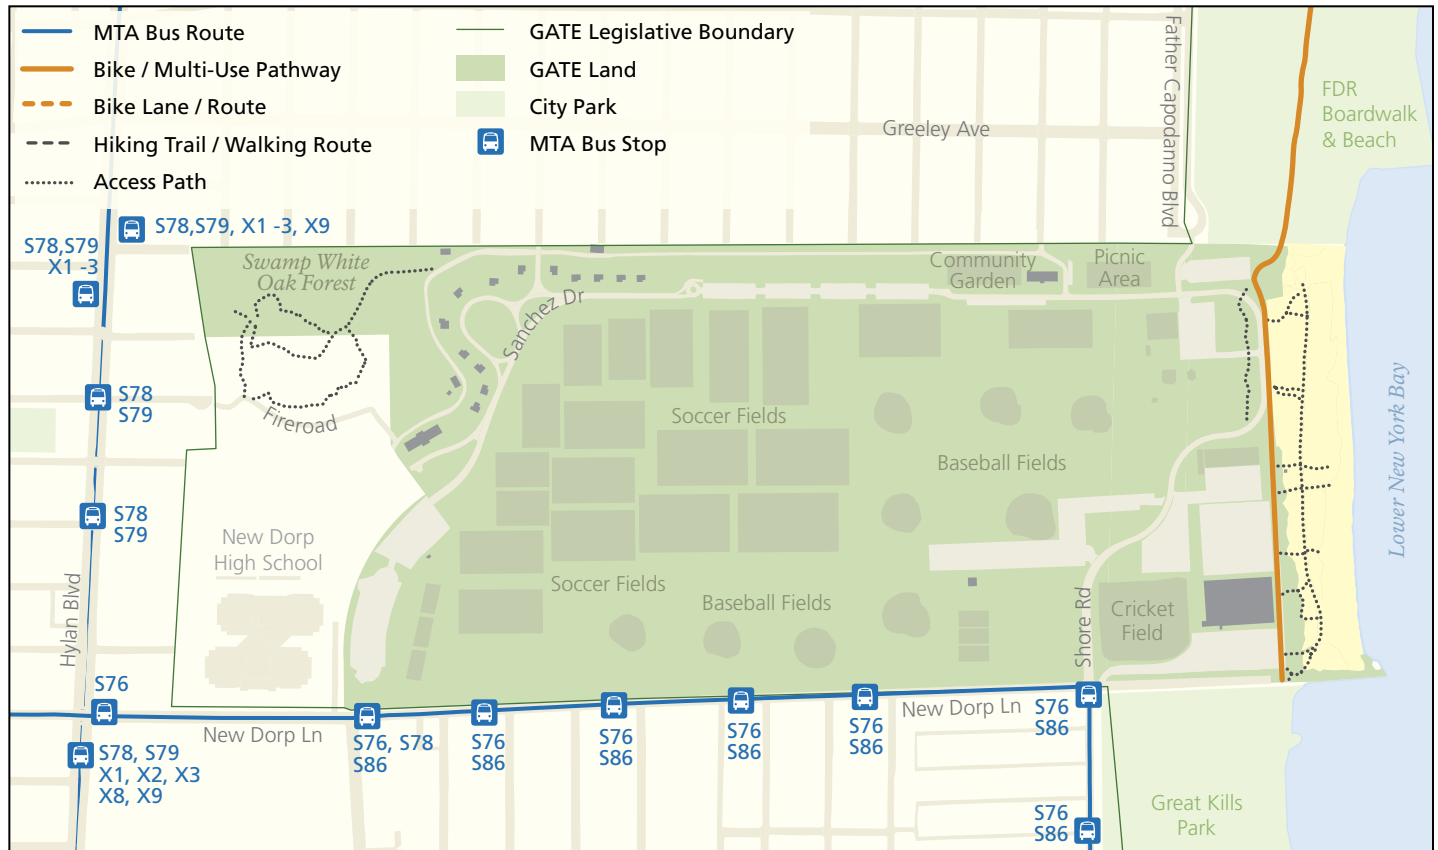 MTA Bus Route
Bike / Multi-Use Pathway
Bike Lane / Route
Hiking Trail / Walking Route
Access Path
GATE Legislative Boundary
GATE Land
City Park
MTA Bus Stop
Greeley Ave
Father Capodanno Blvd
FDR
Boardwalk
& Beach
S78,S79, X1 -3, X9
S78,S79
X1 -3
Swamp White
Oak Forest
Community
Garden
Picnic
Area
Sanchez Dr
S78
S79
Fireroad
Soccer Fields
Baseball Fields
Lower New York Bay
S78
S79
New Dorp
High School
Soccer Fields
Baseball Fields
Hylan Blvd
Shore Rd
Cricket
Field
S76
New Dorp Ln
S76, S78
S86
S76
S86
S76
S86
S76
S86
S76
S86
New Dorp Ln
S76
S86
S78, S79
X1, X2, X3
X8, X9
S76
S86
Great Kills
Park